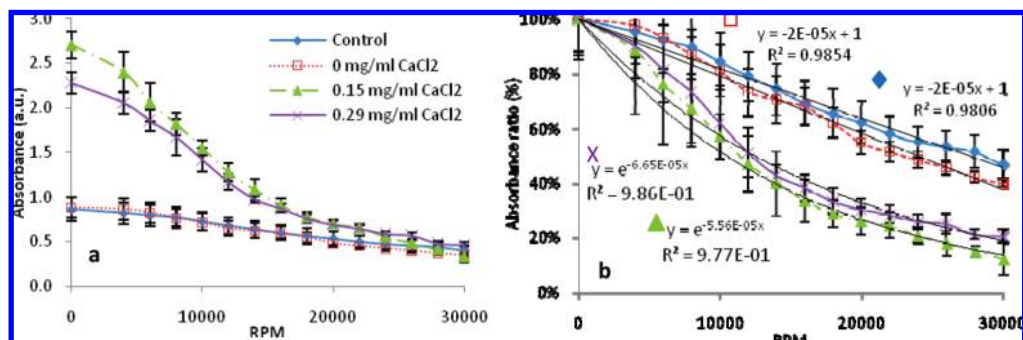 3.0
2.5
2.0
1.5
1.0
0.5
0.0
Absorbance (a.u.)
Control
0 mg/ml CaCl2
0.15 mg/ml CaCl2
0.29 mg/ml CaCl2
a
0
10000
20000
30000
RPM
100%
80%
60%
40%
20%
0%
Absorbance ratio (%)
y = -2E-05x + 1
R² = 0.9854
y = -2E-05x + 1
R² = 0.9806
X
y = e^-6.65E-05x
R² - 9.86E-01
y = e^-5.56E-05x
R² = 9.77E-01
b
0
10000
20000
30000
RPM